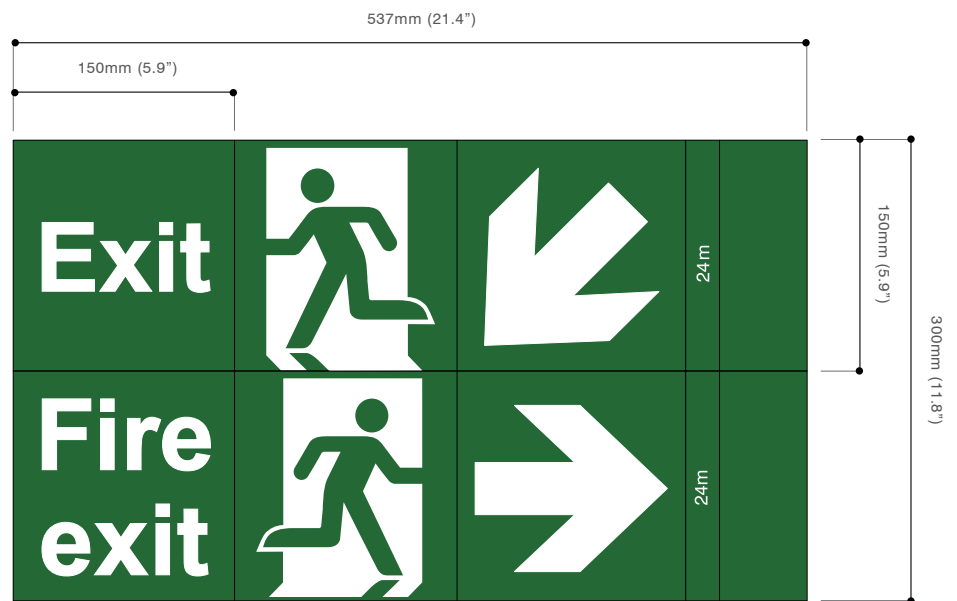 537mm (21.4”)
150mm (5.9”)
Exit
24m
150mm (5.9”)
300mm (11.8”)
Fire
exit
24m